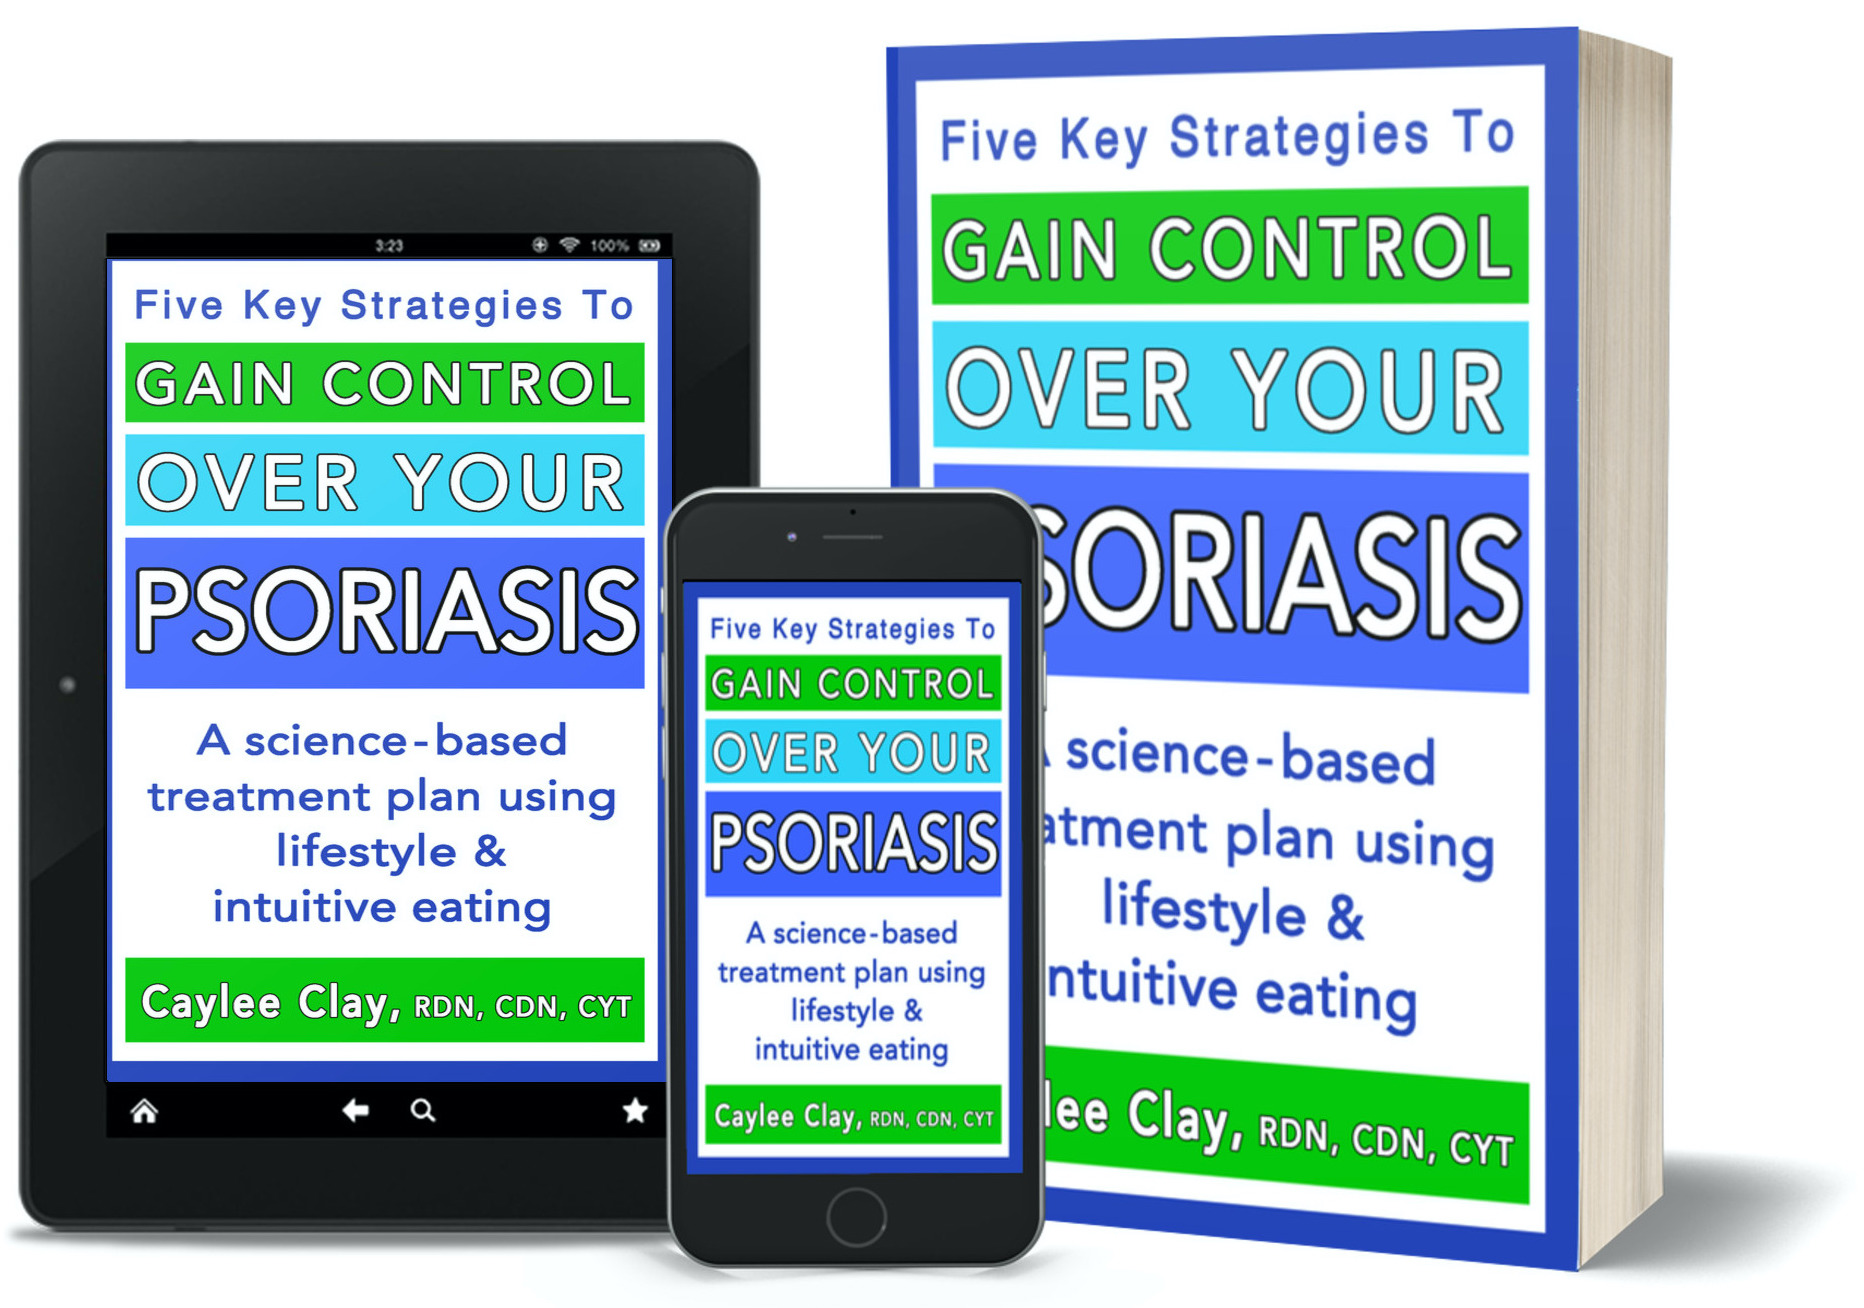 3:23 100%
Five Key Strategies To
GAIN CONTROL
OVER YOUR
PSORIASIS
A science-based
treatment plan using
lifestyle &
intuitive eating
Caylee Clay, RDN, CDN, CYT
Five Key Strategies To
GAIN CONTROL
OVER YOUR
PSORIASIS
A science-based
treatment plan using
lifestyle &
intuitive eating
Caylee Clay, RDN, CDN, CYT
Five Key Strategies To
GAIN CONTROL
OVER YOUR
SORIASIS
science-based
atment plan using
lifestyle &
ntuitive eating
lee Clay, RDN, CDN, CYT